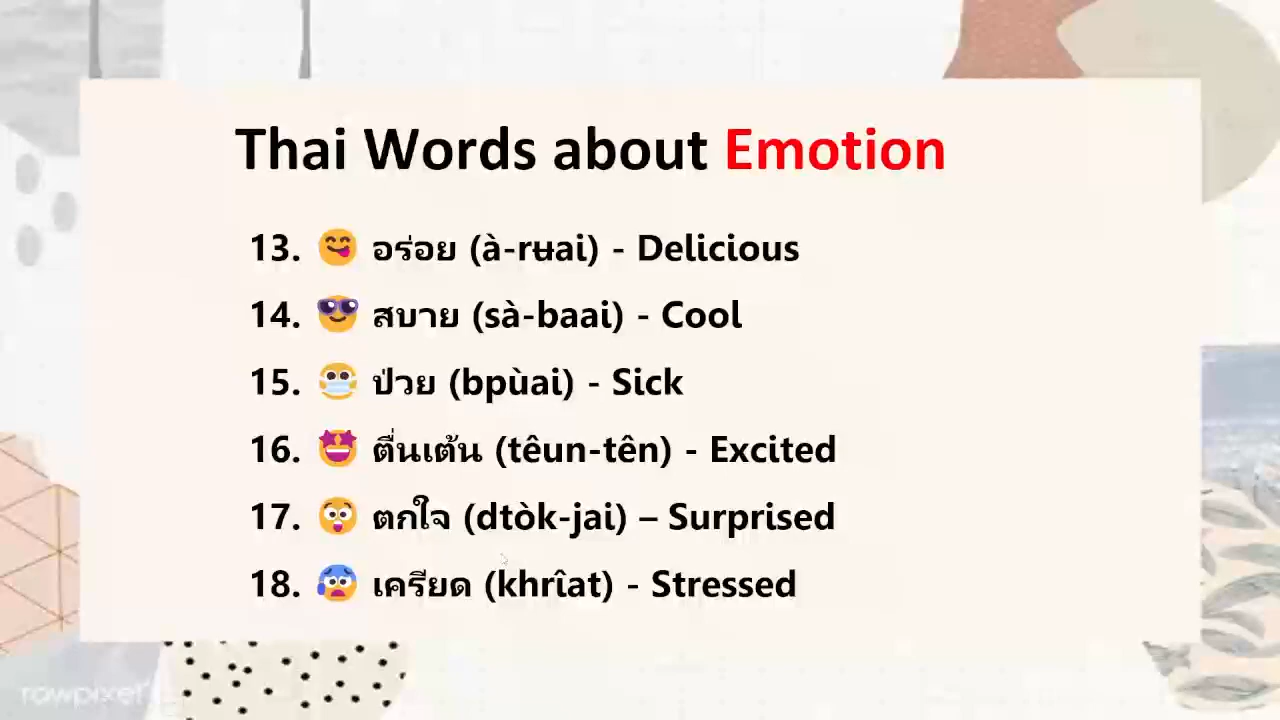 Thai Words about Emotion
13. 😋 อร่อย (à-rʉai) - Delicious
14. 😎 สบาย (sà-baai) - Cool
15. 😷 ป่วย (bpùai) - Sick
16. 🤩 ตื่นเต้น (têun-tên) - Excited
17. 😲 ตกใจ (dtòk-jai) – Surprised
18. 😰 เครียด (khrîat) - Stressed
rawpixel